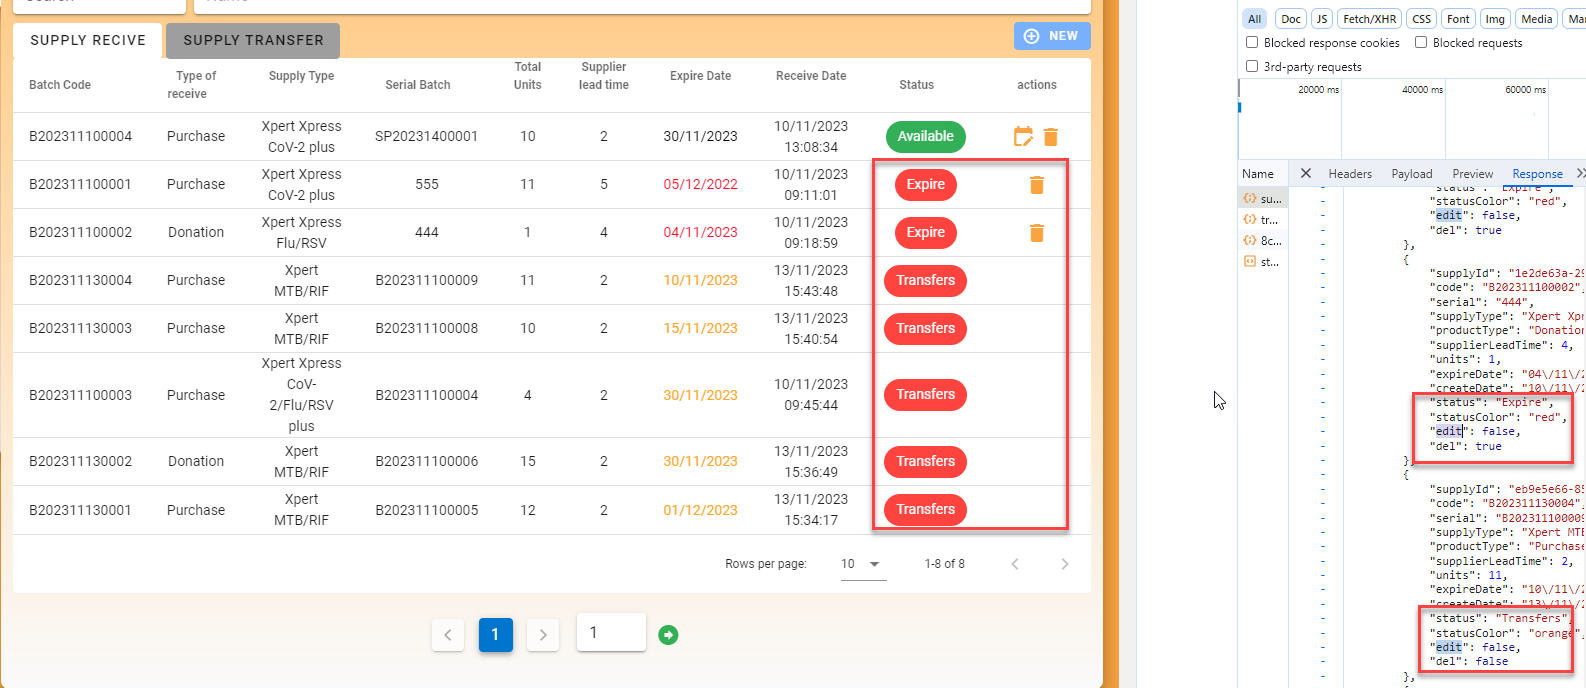 SUPPLY RECIVE SUPPLY TRANSFER NEW
Batch Code Type of receive Supply Type Serial Batch Total Units Supplier lead time Expire Date Receive Date Status actions
B202311100004 Purchase Xpert Xpress CoV-2 plus SP20231400001 10 2 30/11/2023 10/11/2023 13:08:34 Available
B202311100001 Purchase Xpert Xpress CoV-2 plus 555 11 5 05/12/2022 10/11/2023 09:11:01 Expire
B202311100002 Donation Xpert Xpress Flu/RSV 444 1 4 04/11/2023 10/11/2023 09:18:59 Expire
B202311130004 Purchase Xpert MTB/RIF B202311100009 11 2 10/11/2023 13/11/2023 15:43:48 Transfers
B202311130003 Purchase Xpert MTB/RIF B202311100008 10 2 15/11/2023 13/11/2023 15:40:54 Transfers
B202311100003 Purchase Xpert Xpress CoV-2/Flu/RSV plus B202311100004 4 2 30/11/2023 10/11/2023 09:45:44 Transfers
B202311130002 Donation Xpert MTB/RIF B202311100006 15 2 30/11/2023 13/11/2023 15:36:49 Transfers
B202311130001 Purchase Xpert MTB/RIF B202311100005 12 2 01/12/2023 13/11/2023 15:34:17 Transfers
Rows per page: 10 1-8 of 8
1 1
All Doc JS Fetch/XHR CSS Font Img Media
Blocked response cookies Blocked requests
3rd-party requests
20000 ms 40000 ms 60000 ms
Name Headers Payload Preview Response
su...
tr...
8c...
st...
"status": "Expire",
"statusColor": "red",
"edit": false,
"del": true
},
{
"supplyId": "1e2de63a-29
"code": "B202311100002",
"serial": "444",
"supplyType": "Xpert Xpr
"productType": "Donation
"supplierLeadTime": 4,
"units": 1,
"expireDate": "04\/11\/2
"createDate": "10\/11\/2
"status": "Expire",
"statusColor": "red",
"edit": false,
"del": true
},
{
"supplyId": "eb9e5e66-85
"code": "B202311130004",
"serial": "B202311100009
"supplyType": "Xpert MTB
"productType": "Purchase
"supplierLeadTime": 2,
"units": 11,
"expireDate": "10\/11\/2
"createDate": "13\/11\/2
"status": "Transfers",
"statusColor": "orange",
"edit": false,
"del": false
},